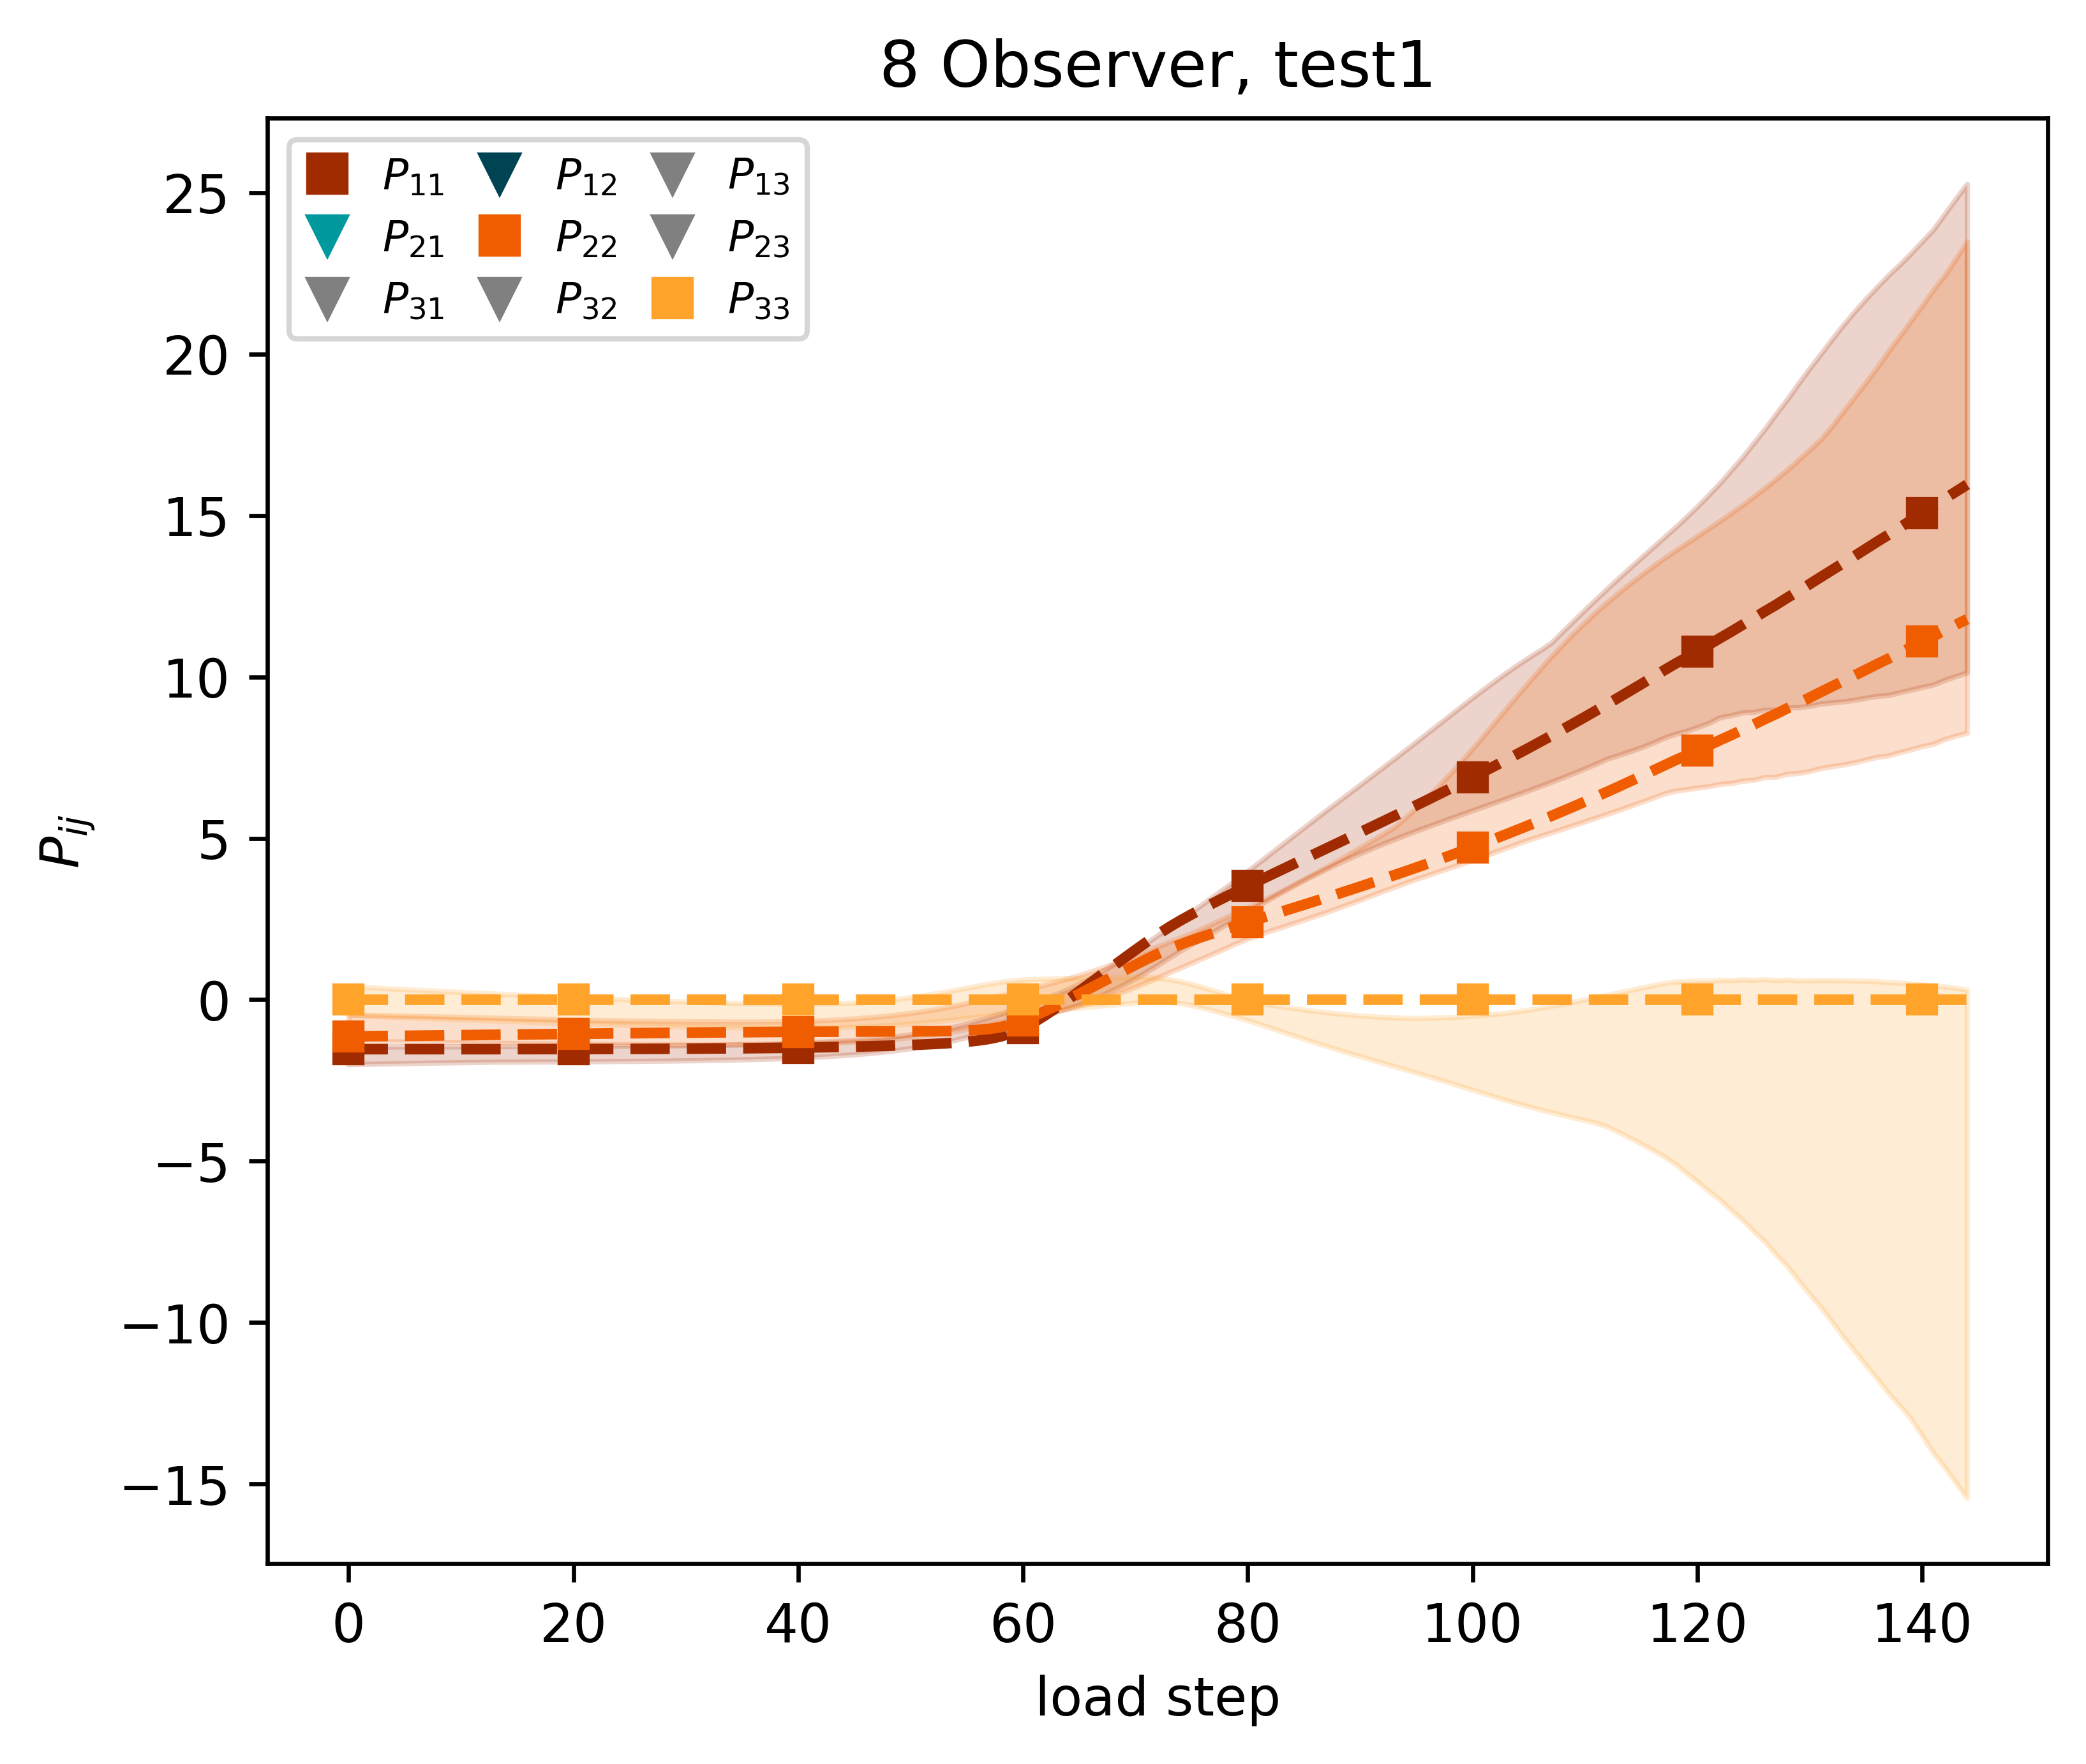 8 Observer, test1
P₁₁ P₁₂ P₁₃
P₂₁ P₂₂ P₂₃
P₃₁ P₃₂ P₃₃
25
20
15
10
5
0
−5
−10
−15
Pᵢⱼ
0 20 40 60 80 100 120 140
load step